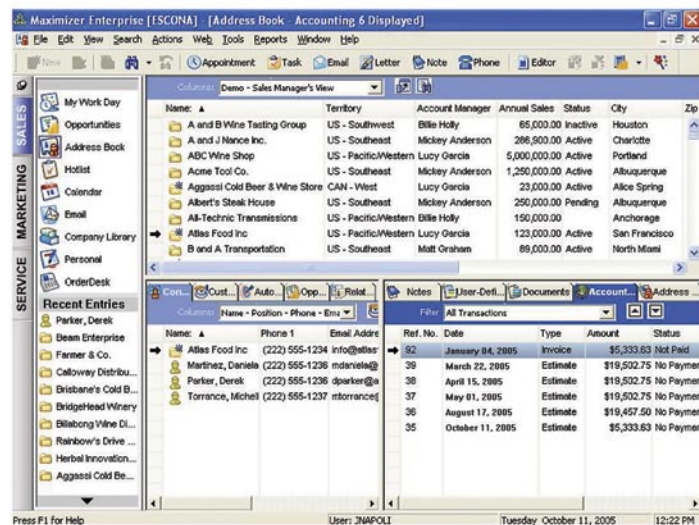 Maximizer Enterprise [ESCONA] - [Address Book - Accounting 6 Displayed]
File Edit View Search Actions Web Tools Reports Window Help
New Appointment Task Email Letter Note Phone Editor
SALES
MARKETING
SERVICE
My Work Day
Opportunities
Address Book
Hotlist
Calendar
Email
Company Library
Personal
OrderDesk
Recent Entries
Parker, Derek
Beam Enterprise
Farmer & Co.
Calloway Distribu...
Brisbane's Cold B...
BridgeHead Winery
Billabong Wine Di...
Rainbow's Drive ...
Herbal Innovation...
Aggassi Cold Be...
Columns: Demo - Sales Manager's View
Name: Territory Account Manager Annual Sales Status City Zip
A and B Wine Tasting Group US - Southwest Billie Holly 65,000.00 Inactive Houston
A and J Nance Inc. US - Southeast Mickey Anderson 286,900.00 Active Charlotte
ABC Wine Shop US - Pacific/Western Lucy Garcia 5,000,000.00 Active Portland
Acme Tool Co. US - Southeast Mickey Anderson 1,250,000.00 Active Albuquerque
Aggassi Cold Beer & Wine Store CAN - West Lucy Garcia 23,000.00 Active Alice Spring
Albert's Steak House US - Southeast Mickey Anderson 250,000.00 Pending Albuquerque
All-Technic Transmissions US - Pacific/Western Billie Holly 150,000.00 Anchorage
Atlas Food Inc US - Pacific/Western Lucy Garcia 123,000.00 Active San Francisco
B and A Transportation US - Southeast Matt Graham 89,000.00 Active North Miami
Con... Cust... Auto... Opp... Relat...
Columns: Name - Position - Phone - Ema
Name: Phone 1 Email Addre
Atlas Food Inc (222) 555-1234 info@atlas
Martinez, Daniela (222) 555-1236 mdaniela@
Parker, Derek (222) 555-1236 dparker@a
Torrance, Michell (222) 555-1237 mtorrance(
Notes User-Defi... Documents Account... Address
Filter All Transactions
Ref. No. Date Type Amount Status
92 January 04, 2005 Invoice $5,333.63 Not Paid
39 March 22, 2005 Estimate $19,502.75 No Paymer
38 April 15, 2005 Estimate $19,502.75 No Paymer
37 May 01, 2005 Estimate $19,502.75 No Paymer
36 August 17, 2005 Estimate $19,457.50 No Paymer
35 October 11, 2005 Estimate $5,333.63 No Paymer
Press F1 for Help User: JNAPOLI Tuesday October 11, 2005 12:22 PM